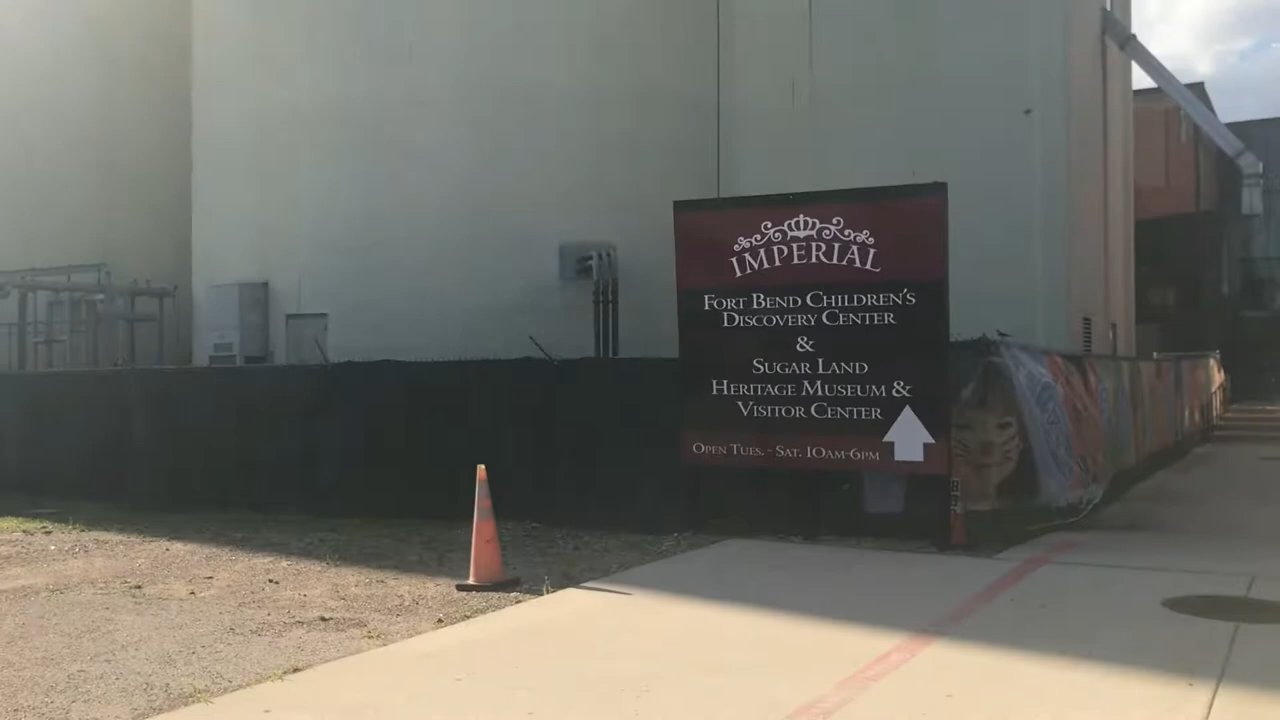 IMPERIAL
FORT BEND CHILDREN'S
DISCOVERY CENTER
&
SUGAR LAND
HERITAGE MUSEUM &
VISITOR CENTER
OPEN TUES. - SAT. 10AM-6PM